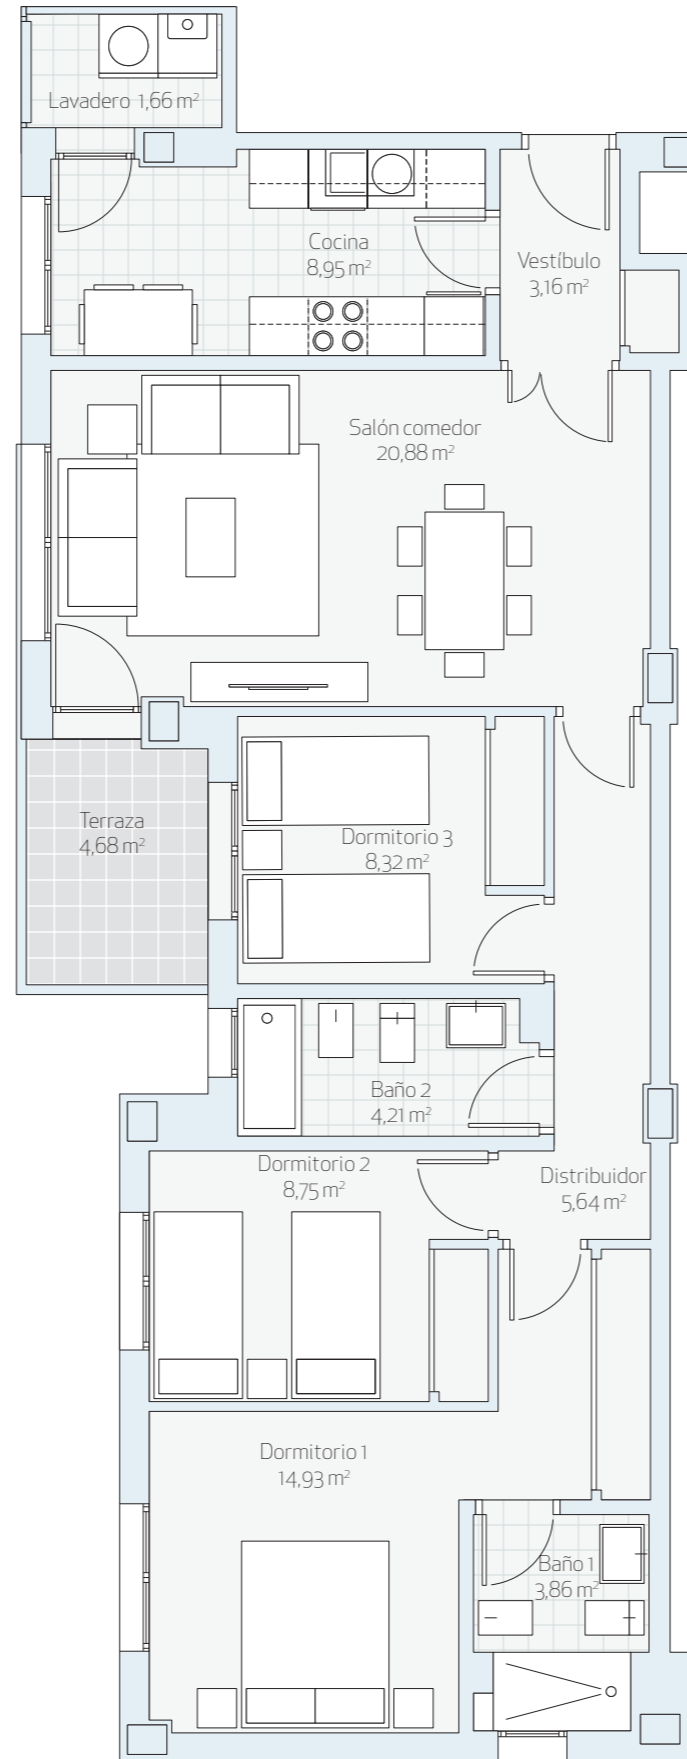 Lavadero 1,66 m²
Cocina
8,95 m²
Vestíbulo
3,16 m²
Salón comedor
20,88 m²
Terraza
4,68 m²
Dormitorio 3
8,32 m²
Baño 2
4,21 m²
Dormitorio 2
8,75 m²
Distribuidor
5,64 m²
Dormitorio 1
14,93 m²
Baño 1
3,86 m²